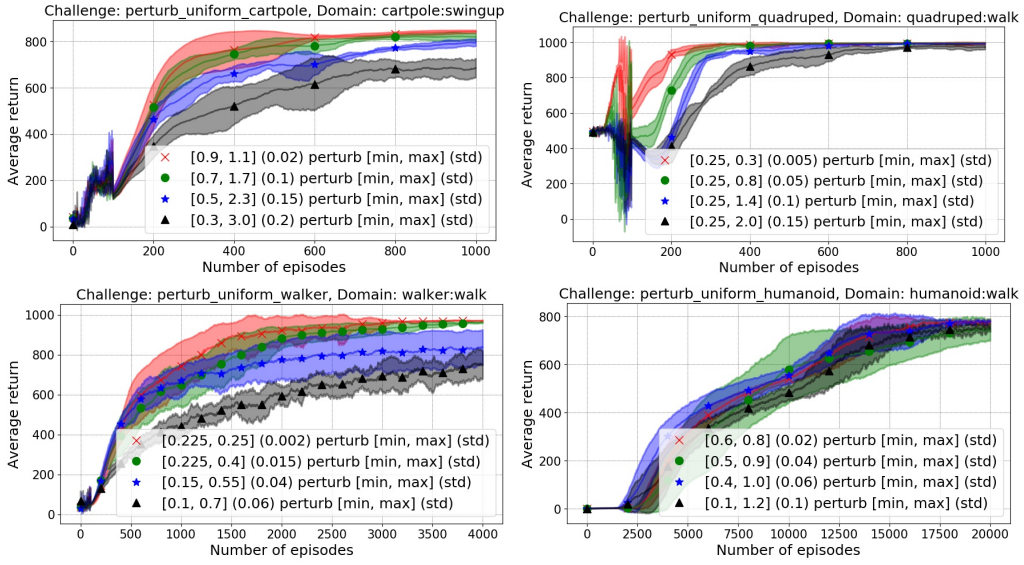 Challenge: perturb_uniform_cartpole, Domain: cartpole:swingup
Average return
800
600
400
200
0
[0.9, 1.1] (0.02) perturb [min, max] (std)
[0.7, 1.7] (0.1) perturb [min, max] (std)
[0.5, 2.3] (0.15) perturb [min, max] (std)
[0.3, 3.0] (0.2) perturb [min, max] (std)
0 200 400 600 800 1000
Number of episodes
Challenge: perturb_uniform_quadruped, Domain: quadruped:walk
Average return
1000
800
600
400
200
0
[0.25, 0.3] (0.005) perturb [min, max] (std)
[0.25, 0.8] (0.05) perturb [min, max] (std)
[0.25, 1.4] (0.1) perturb [min, max] (std)
[0.25, 2.0] (0.15) perturb [min, max] (std)
0 200 400 600 800 1000
Number of episodes
Challenge: perturb_uniform_walker, Domain: walker:walk
Average return
1000
800
600
400
200
0
[0.225, 0.25] (0.002) perturb [min, max] (std)
[0.225, 0.4] (0.015) perturb [min, max] (std)
[0.15, 0.55] (0.04) perturb [min, max] (std)
[0.1, 0.7] (0.06) perturb [min, max] (std)
0 500 1000 1500 2000 2500 3000 3500 4000
Number of episodes
Challenge: perturb_uniform_humanoid, Domain: humanoid:walk
Average return
800
600
400
200
0
[0.6, 0.8] (0.02) perturb [min, max] (std)
[0.5, 0.9] (0.04) perturb [min, max] (std)
[0.4, 1.0] (0.06) perturb [min, max] (std)
[0.1, 1.2] (0.1) perturb [min, max] (std)
0 2500 5000 7500 10000 12500 15000 17500 20000
Number of episodes